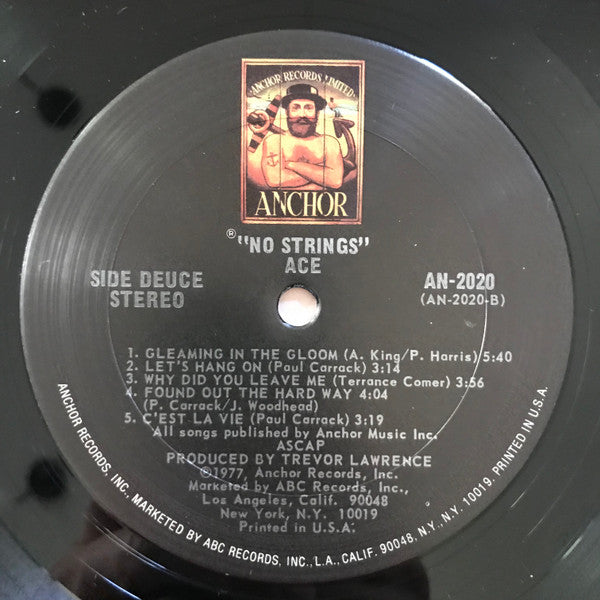 ANCHOR RECORDS LIMITED
ANCHOR
® "NO STRINGS"
ACE
SIDE DEUCE
STEREO
AN-2020
(AN-2020-B)
1. GLEAMING IN THE GLOOM (A. King/P. Harris) 5:40
2. LET'S HANG ON (Paul Carrack) 3:14
3. WHY DID YOU LEAVE ME (Terrance Comer) 3:56
4. FOUND OUT THE HARD WAY 4:04
(P. Carrack/J. Woodhead)
5. C'EST LA VIE (Paul Carrack) 3:19
All songs published by Anchor Music Inc.
ASCAP
PRODUCED BY TREVOR LAWRENCE
©1977, Anchor Records, Inc.
Marketed by ABC Records, Inc.,
Los Angeles, Calif. 90048
New York, N.Y. 10019
Printed in U.S.A.
ANCHOR RECORDS, INC. MARKETED BY ABC RECORDS, INC., L.A., CALIF. 90048, N.Y., N.Y. 10019. PRINTED IN U.S.A.